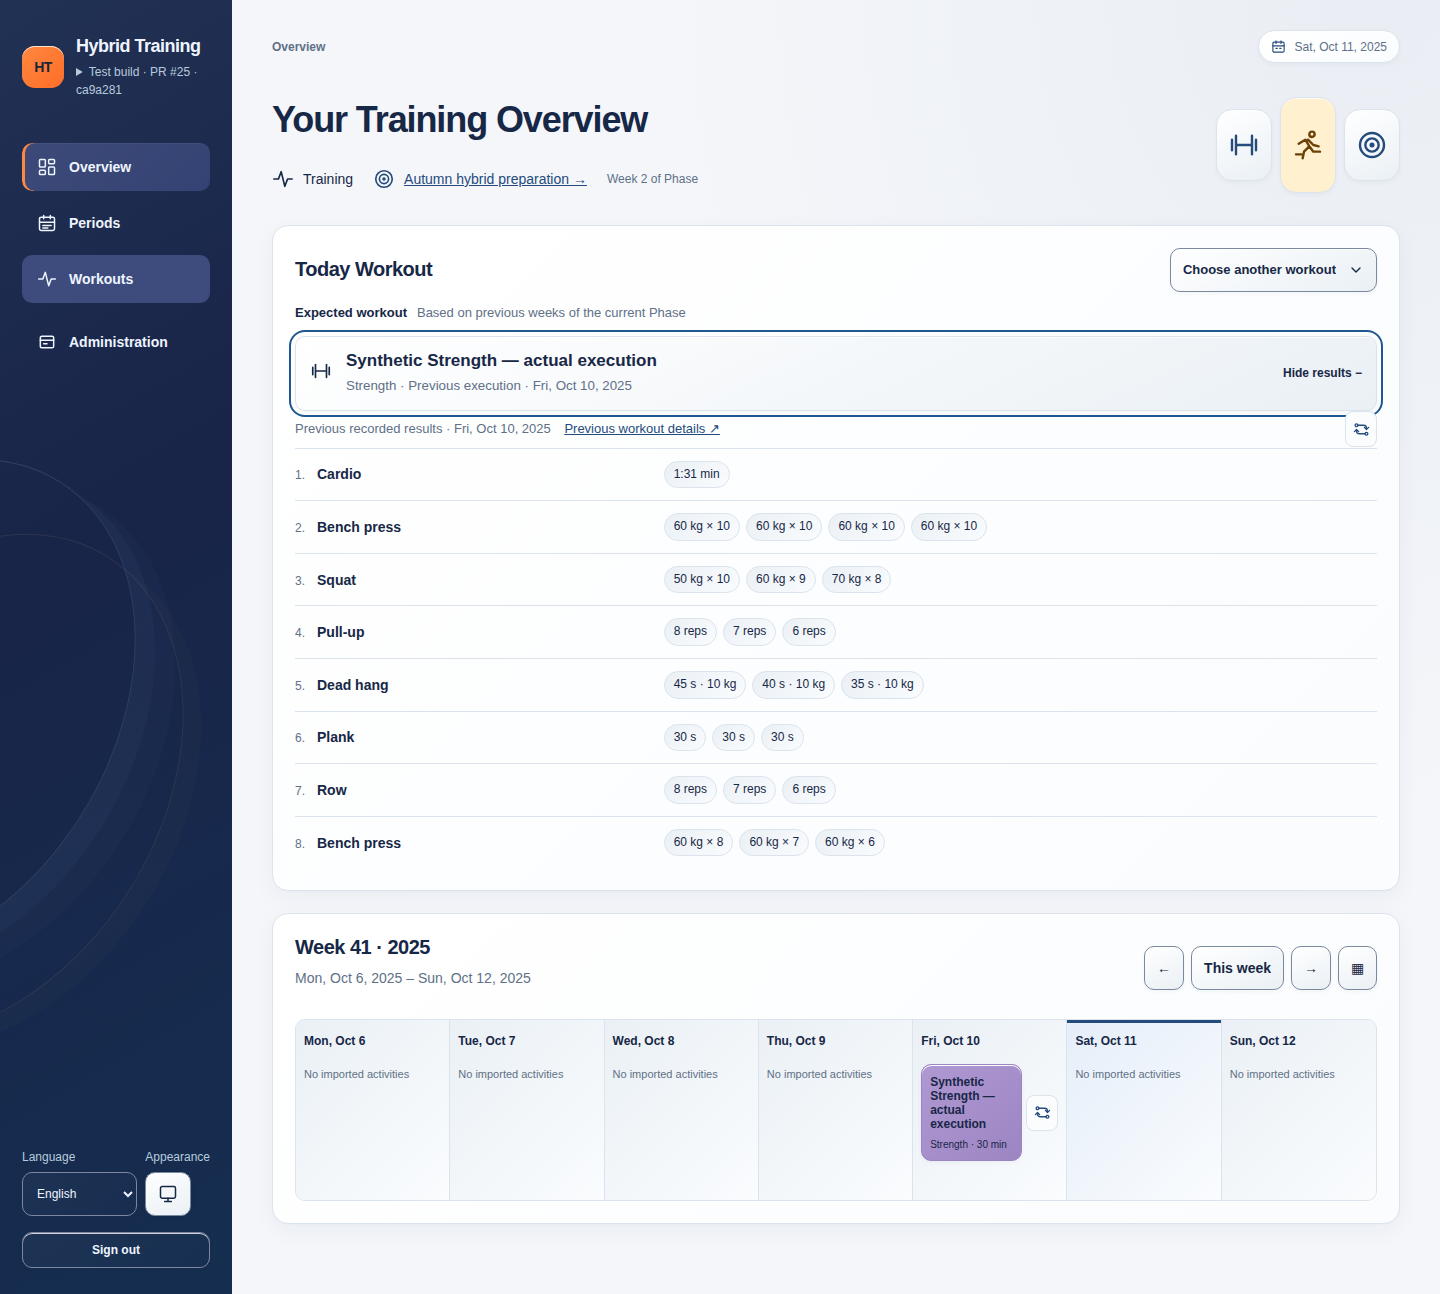 HT
Hybrid Training
▶ Test build · PR #25 ·
ca9a281
Overview
Periods
Workouts
Administration
Language
Appearance
English
Sign out
Overview
Sat, Oct 11, 2025
Your Training Overview
Training
Autumn hybrid preparation →
Week 2 of Phase
Today Workout
Choose another workout
Expected workout Based on previous weeks of the current Phase
Synthetic Strength — actual execution
Strength · Previous execution · Fri, Oct 10, 2025
Hide results −
Previous recorded results · Fri, Oct 10, 2025 Previous workout details ↗
1. Cardio 1:31 min
2. Bench press 60 kg × 10 60 kg × 10 60 kg × 10 60 kg × 10
3. Squat 50 kg × 10 60 kg × 9 70 kg × 8
4. Pull-up 8 reps 7 reps 6 reps
5. Dead hang 45 s · 10 kg 40 s · 10 kg 35 s · 10 kg
6. Plank 30 s 30 s 30 s
7. Row 8 reps 7 reps 6 reps
8. Bench press 60 kg × 8 60 kg × 7 60 kg × 6
Week 41 · 2025
Mon, Oct 6, 2025 – Sun, Oct 12, 2025
← This week → ▦
Mon, Oct 6
No imported activities
Tue, Oct 7
No imported activities
Wed, Oct 8
No imported activities
Thu, Oct 9
No imported activities
Fri, Oct 10
Synthetic
Strength —
actual
execution
Strength · 30 min
Sat, Oct 11
No imported activities
Sun, Oct 12
No imported activities